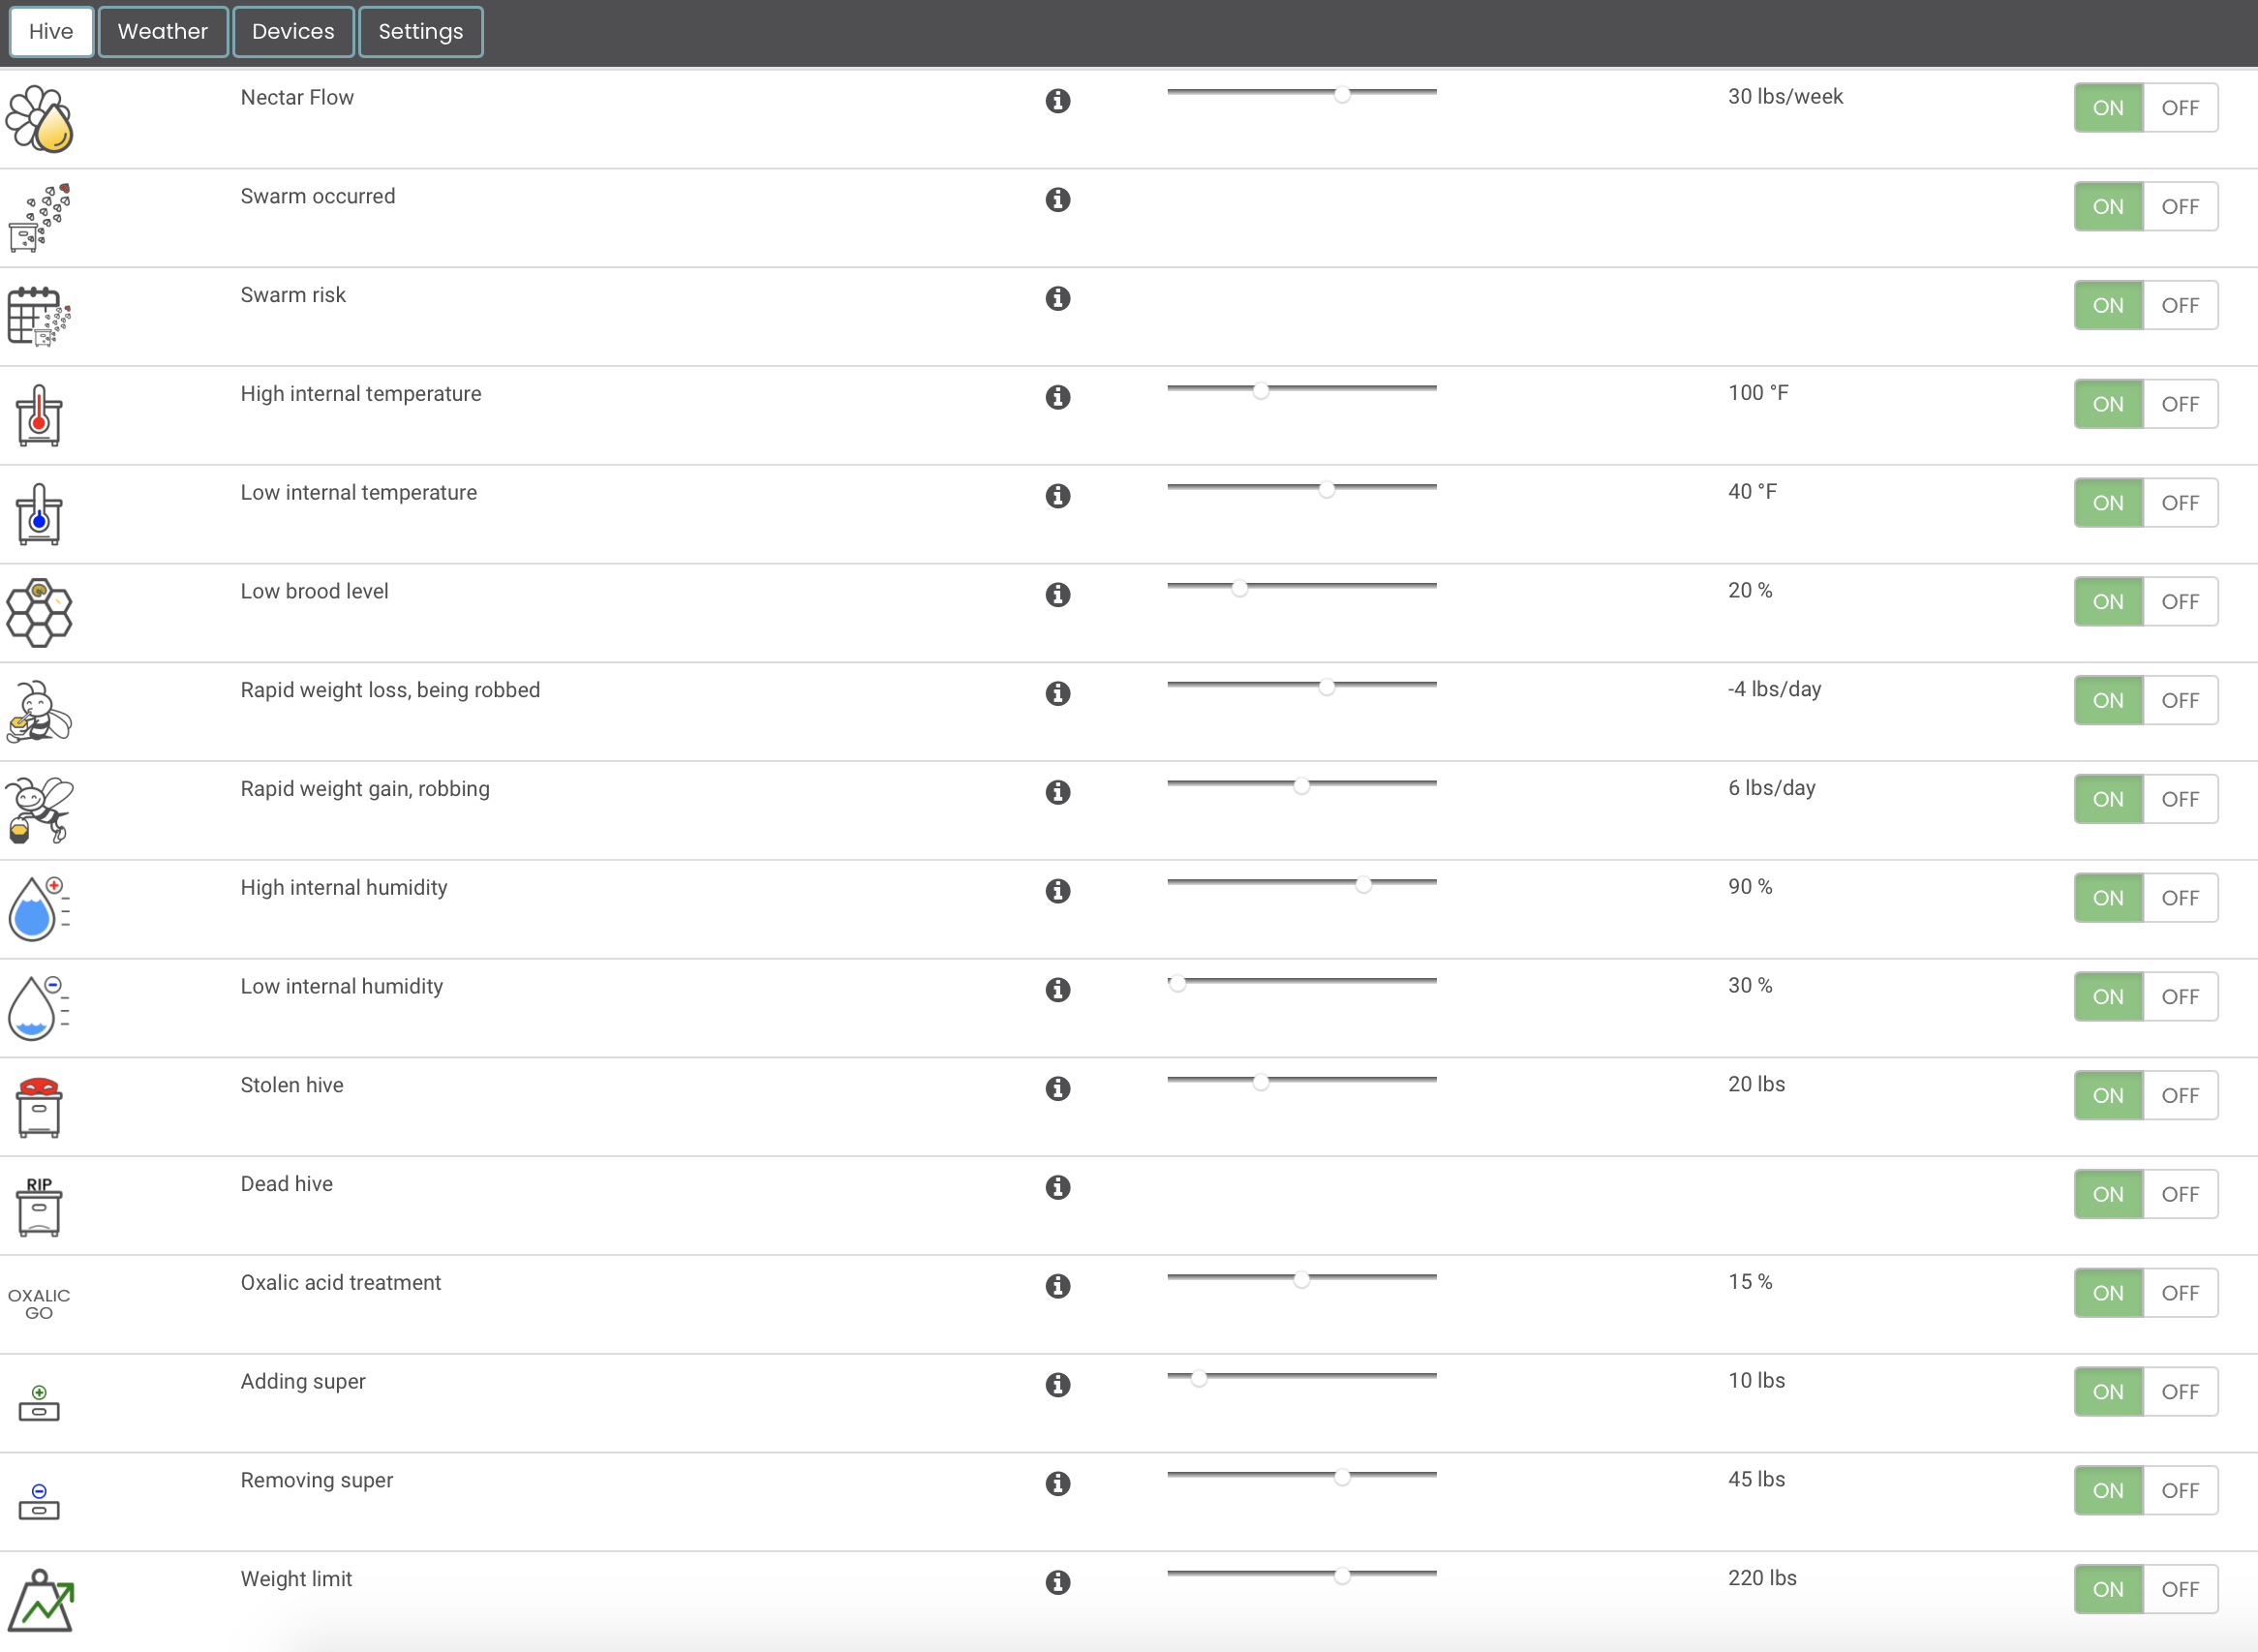 Hive Weather Devices Settings
Nectar Flow 30 lbs/week ON OFF
Swarm occurred ON OFF
Swarm risk ON OFF
High internal temperature 100 °F ON OFF
Low internal temperature 40 °F ON OFF
Low brood level 20 % ON OFF
Rapid weight loss, being robbed -4 lbs/day ON OFF
Rapid weight gain, robbing 6 lbs/day ON OFF
High internal humidity 90 % ON OFF
Low internal humidity 30 % ON OFF
Stolen hive 20 lbs ON OFF
RIP Dead hive ON OFF
OXALIC
GO
Oxalic acid treatment 15 % ON OFF
Adding super 10 lbs ON OFF
Removing super 45 lbs ON OFF
Weight limit 220 lbs ON OFF